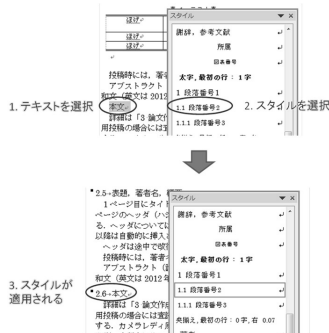 ほげ
ほげ
ほげ
投稿時には、著者
アブストラクト
和文（英文は 2012
本文
詳細は「3 論文作
用投稿の場合には
スタイル
謝辞，参考文献
所属
図表番号
太字，最初の行： 1字
1 段落番号1
1.1 段落番号2
1.1.1 段落番号3
1. テキストを選択
2. スタイルを選択
2.5 表題，著者名，
1ページ目にタイト
ページのヘッダ（ハ
る．ヘッダについては
以降は自動的に挿入
ヘッダは途中で改行
投稿時には，著者
アブストラクト（
和文（英文は 2012
2.6 本文
詳細は「3 論文作成
用投稿の場合には査読
する．カメラレディ
スタイル
謝辞，参考文献
所属
図表番号
太字，最初の行： 1字
1 段落番号1
1.1 段落番号2
1.1.1 段落番号3
中央揃え，最初の行： 0字，右 0.07
3. スタイルが
適用される